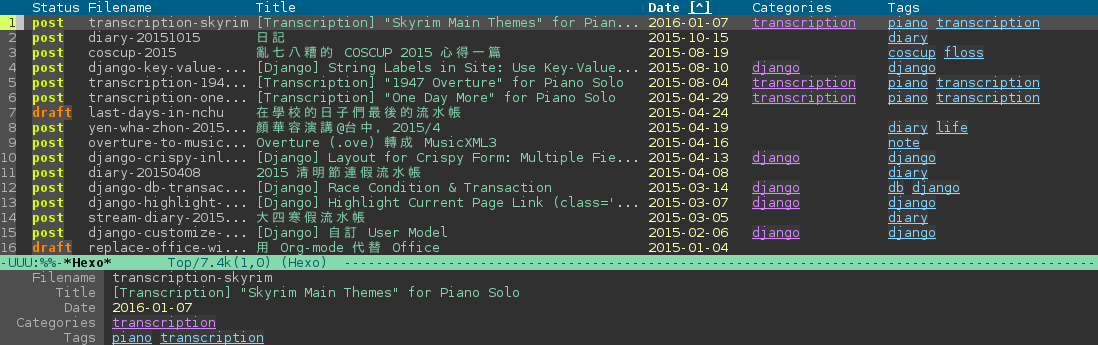 Status Filename Title Date [^] Categories Tags
1 post transcription-skyrim [Transcription] "Skyrim Main Themes" for Pian... 2016-01-07 transcription piano transcription
2 post diary-20151015 日記 2015-10-15 diary
3 post coscup-2015 亂七八糟的 COSCUP 2015 心得一篇 2015-08-19 coscup floss
4 post django-key-value-... [Django] String Labels in Site: Use Key-Value... 2015-08-10 django django
5 post transcription-194... [Transcription] "1947 Overture" for Piano Solo 2015-08-04 transcription piano transcription
6 post transcription-one... [Transcription] "One Day More" for Piano Solo 2015-04-29 transcription piano transcription
7 draft last-days-in-nchu 在學校的日子們最後的流水帳 2015-04-24
8 post yen-wha-zhon-2015... 顏華容演講@台中, 2015/4 2015-04-19 diary life
9 post overture-to-music... Overture (.ove) 轉成 MusicXML3 2015-04-16 note
10 post django-crispy-inl... [Django] Layout for Crispy Form: Multiple Fie... 2015-04-13 django django
11 post diary-20150408 2015 清明節連假流水帳 2015-04-08 diary
12 post django-db-transac... [Django] Race Condition & Transaction 2015-03-14 django db django
13 post django-highlight-... [Django] Highlight Current Page Link (class='... 2015-03-07 django django
14 post stream-diary-2015... 大四寒假流水帳 2015-03-05 diary
15 post django-customize-... [Django] 自訂 User Model 2015-02-06 django django
16 draft replace-office-wi... 用 Org-mode 代替 Office 2015-01-04
-UUU:%%-*Hexo* Top/7.4k(1,0) (Hexo) ----------------------------------------------------------------------------------------------
Filename transcription-skyrim
Title [Transcription] "Skyrim Main Themes" for Piano Solo
Date 2016-01-07
Categories transcription
Tags piano transcription